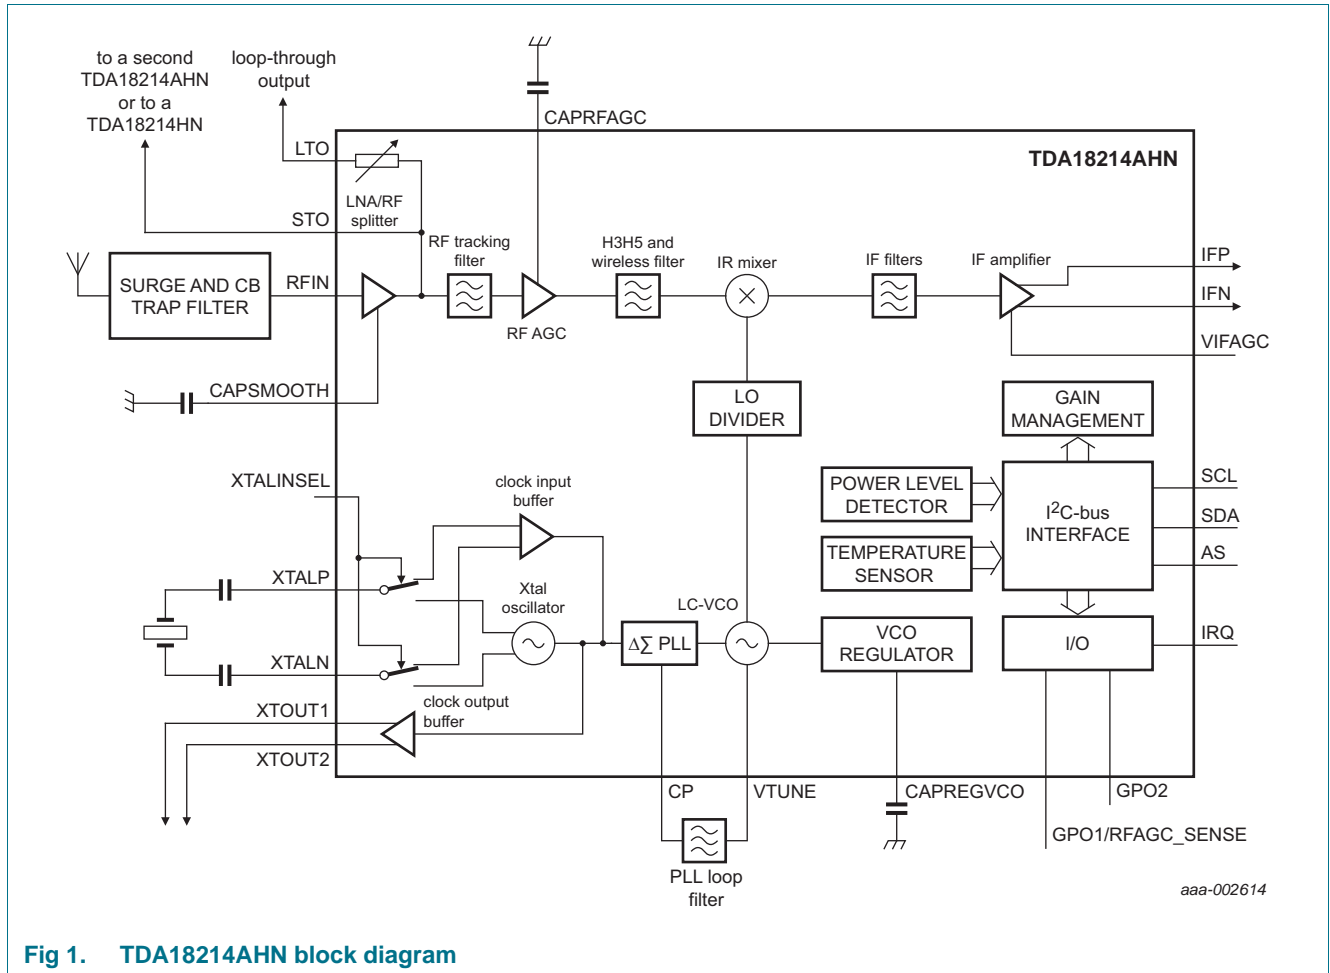 to a second
TDA18214AHN
or to a
TDA18214HN
loop-through
output
CAPRFAGC
LTO
TDA18214AHN
LNA/RF
splitter
STO
RF tracking
filter
H3H5 and
wireless filter
IR mixer
IF filters
IF amplifier
IFP
SURGE AND CB
TRAP FILTER
RFIN
IFN
RF AGC
VIFAGC
CAPSMOOTH
LO
DIVIDER
GAIN
MANAGEMENT
XTALINSEL
clock input
buffer
POWER LEVEL
DETECTOR
I2C-bus
INTERFACE
SCL
SDA
AS
TEMPERATURE
SENSOR
XTALP
Xtal
oscillator
LC-VCO
ΔΣ PLL
VCO
REGULATOR
I/O
IRQ
XTALN
XTOUT1
clock output
buffer
XTOUT2
CP
VTUNE
CAPREGVCO
GPO2
GPO1/RFAGC_SENSE
PLL loop
filter
aaa-002614
Fig 1. TDA18214AHN block diagram